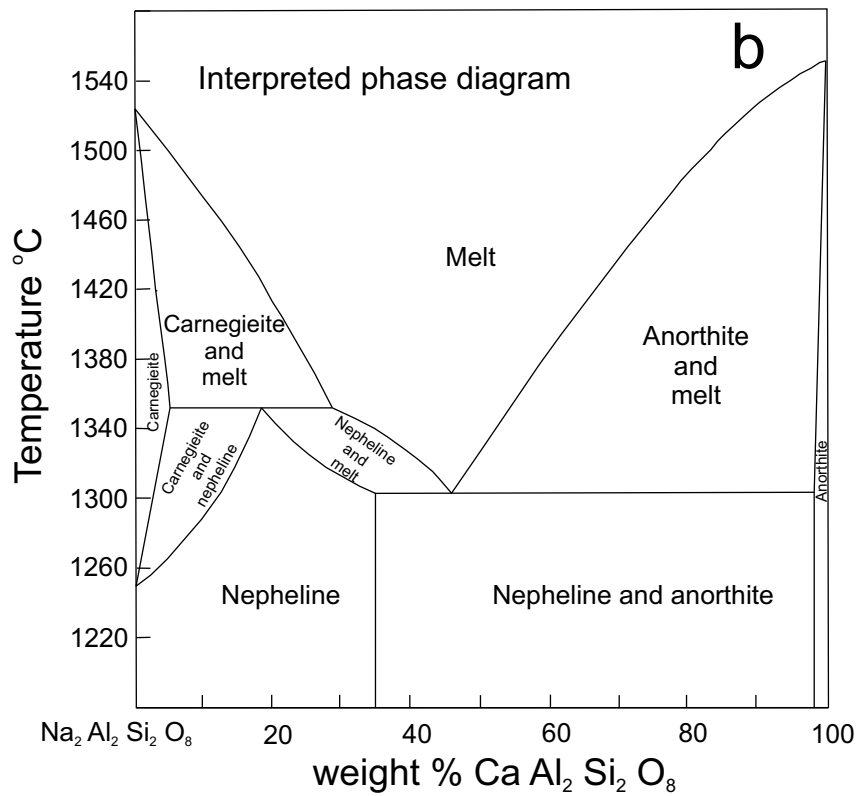 b
Interpreted phase diagram
1540
1500
1460
1420
1380
1340
1300
1260
1220
Temperature °C
Melt
Carnegieite
and
melt
Anorthite
and
melt
Carnegieite
Carnegieite
and
nepheline
Nepheline
and
melt
Anorthite
Nepheline
Nepheline and anorthite
Na₂ Al₂ Si₂ O₈
20
40
60
80
100
weight % Ca Al₂ Si₂ O₈